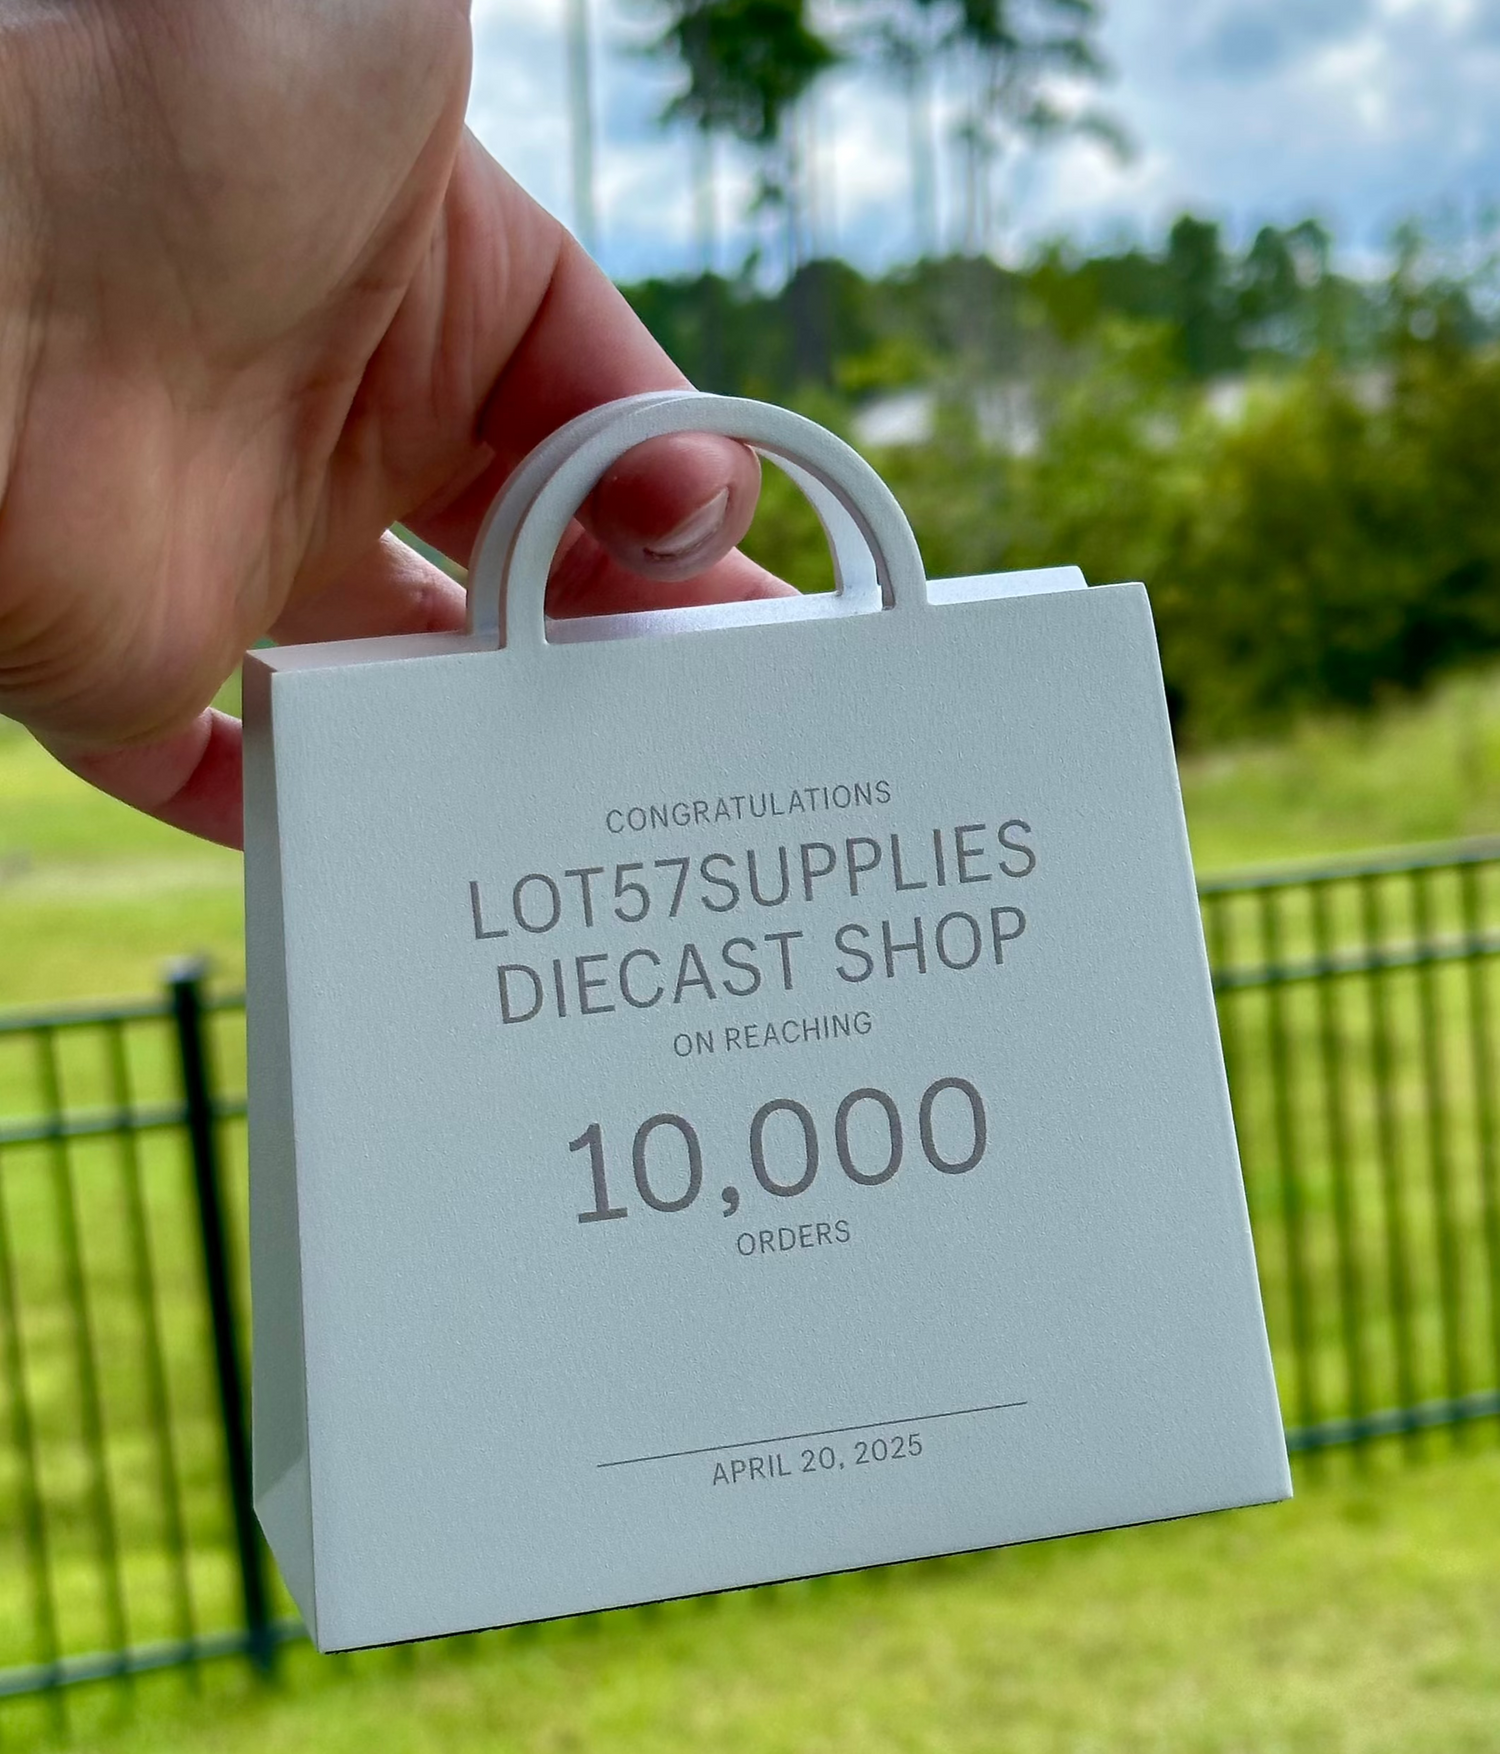 CONGRATULATIONS
LOT57SUPPLIES
DIECAST SHOP
ON REACHING
10,000
ORDERS
APRIL 20, 2025